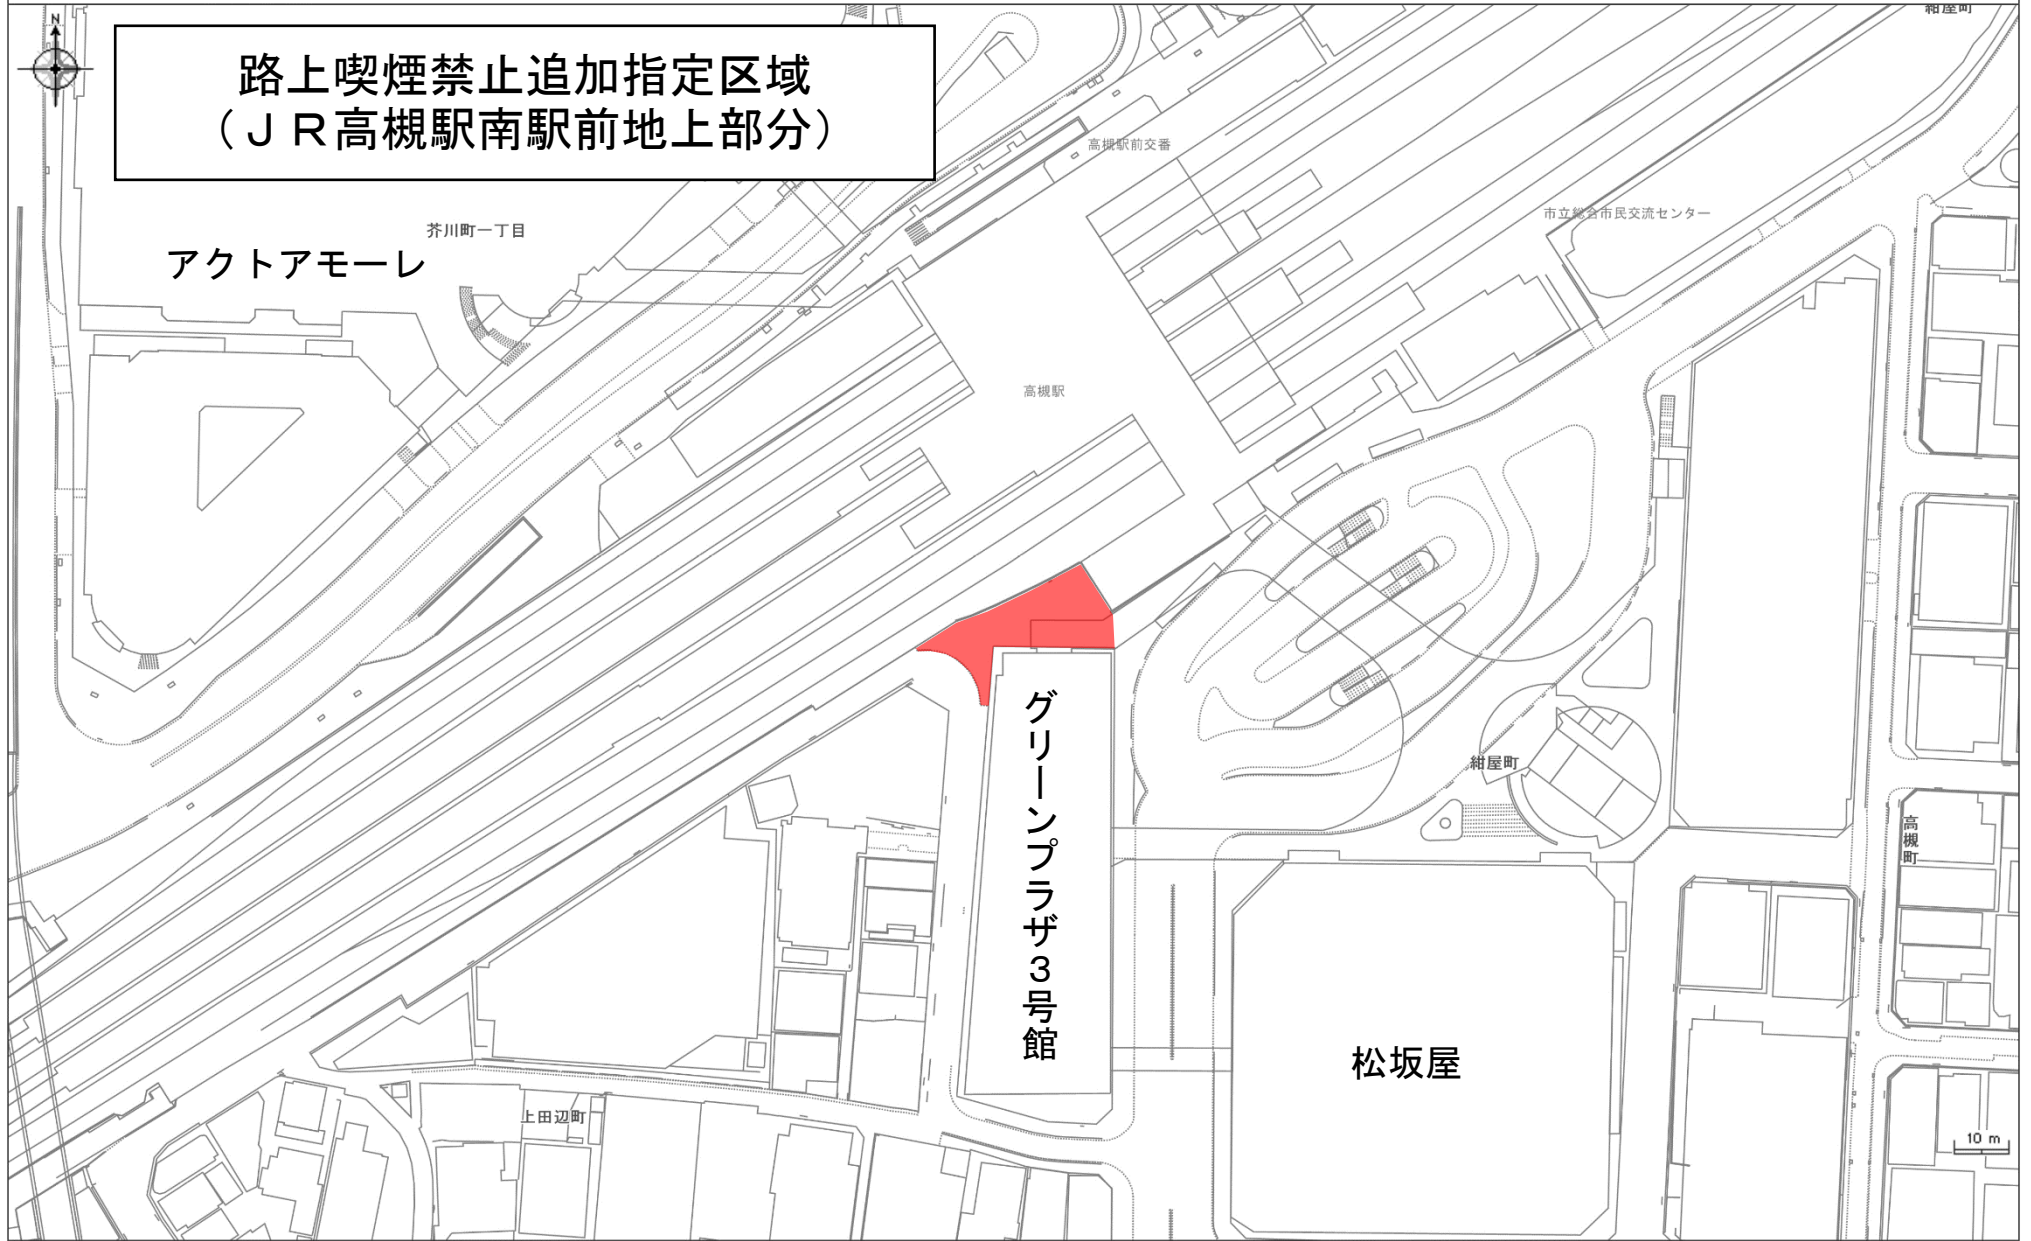 紺屋町
N
路上喫煙禁止追加指定区域
（ＪＲ高槻駅南駅前地上部分）
高槻駅前交番
市立総合市民交流センター
芥川町一丁目
アクトアモーレ
高槻駅
グリーンプラザ３号館
紺屋町
高槻町
松坂屋
上田辺町
10 m